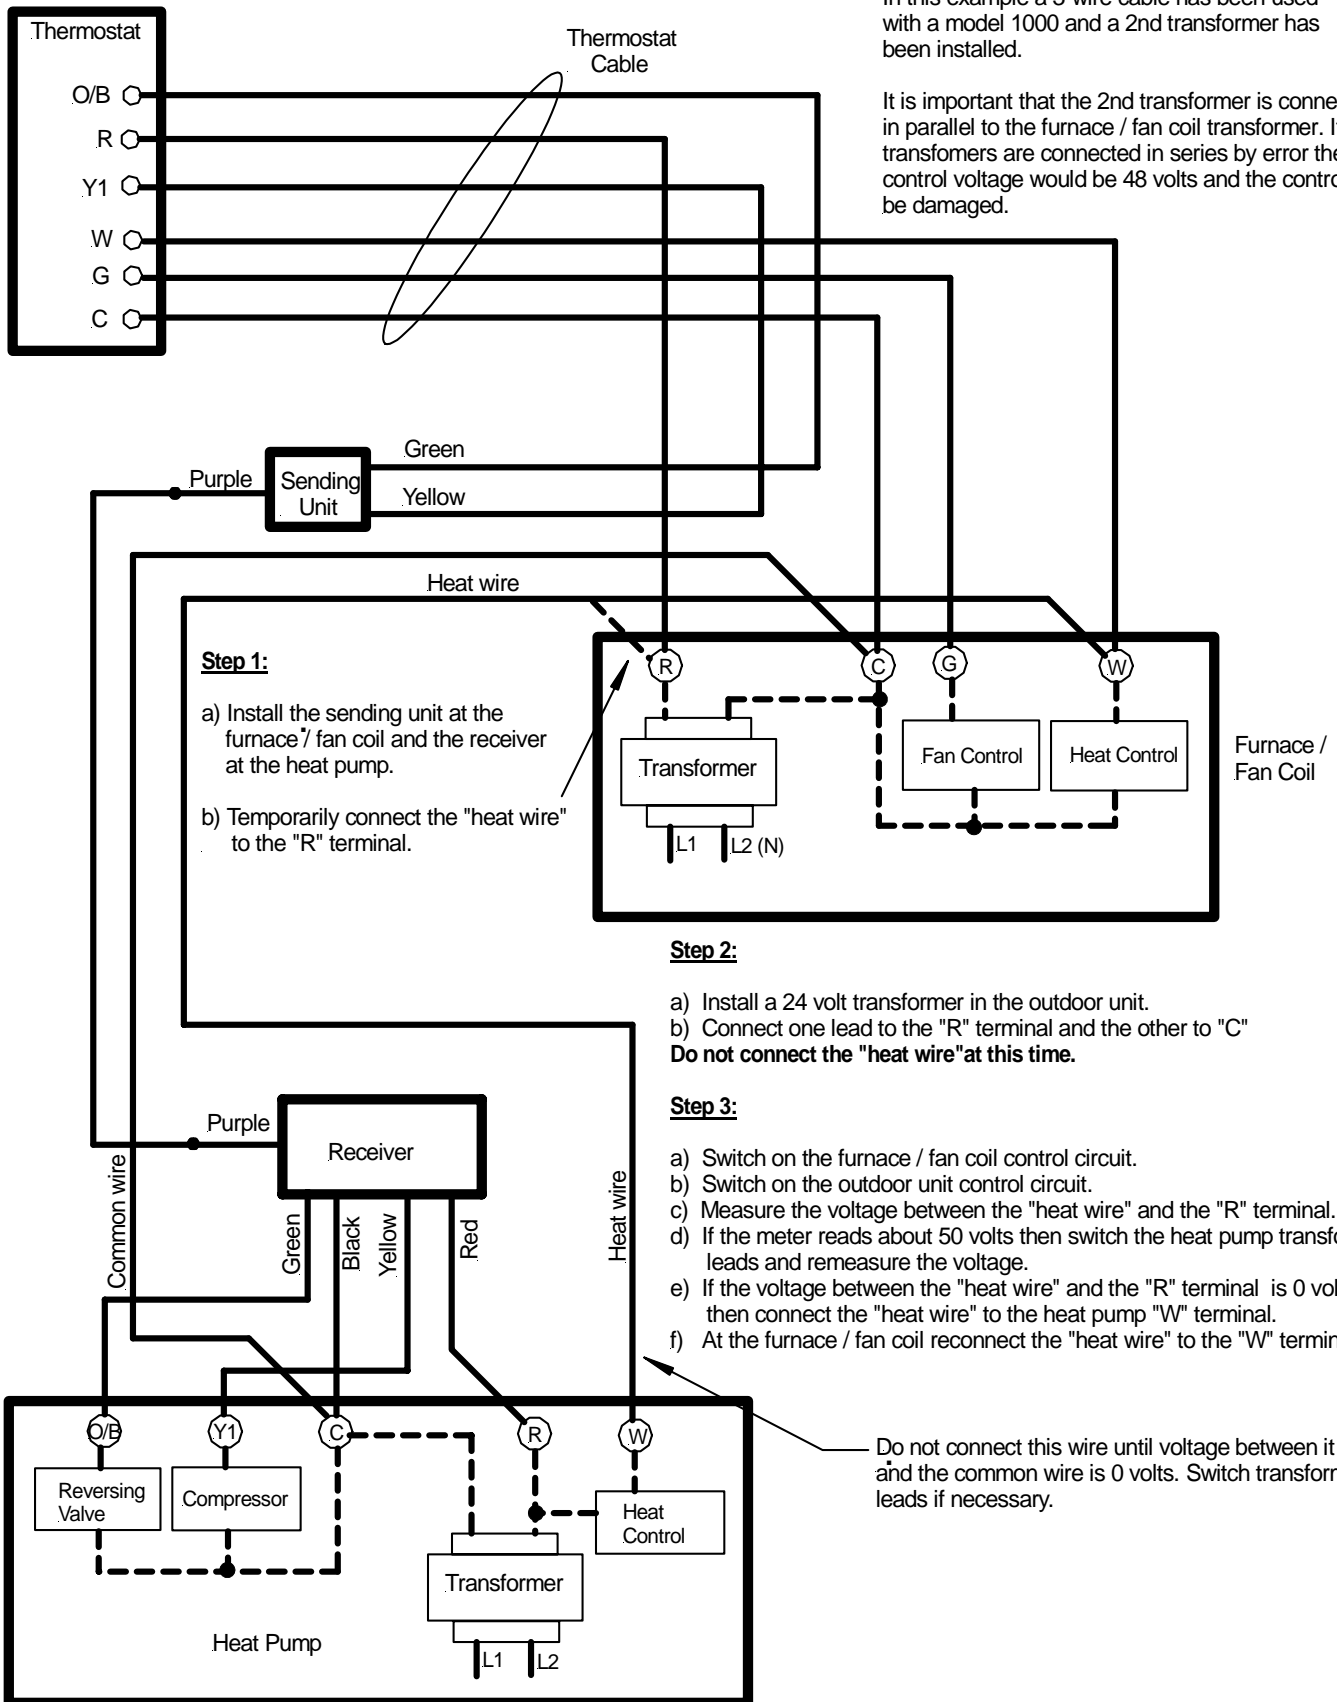 In this example a 3 wire cable has been used
with a model 1000 and a 2nd transformer has
been installed.
It is important that the 2nd transformer is
in parallel to the furnace / fan coil transformer.
transfomers are connected in series by error
control voltage would be 48 volts and the
be damaged.
Thermostat
O/B
R
Y1
W
G
C
Thermostat
Cable
Sending
Unit
Purple
Green
Yellow
Heat wire
Step 1:
a) Install the sending unit at the
furnace / fan coil and the receiver
at the heat pump.
b) Temporarily connect the "heat wire"
to the "R" terminal.
R
C
G
W
Transformer
Fan Control
Heat Control
L1
L2 (N)
Furnace /
Fan Coil
Step 2:
a) Install a 24 volt transformer in the outdoor unit.
b) Connect one lead to the "R" terminal and the other to "C"
Do not connect the "heat wire"at this time.
Step 3:
a) Switch on the furnace / fan coil control circuit.
b) Switch on the outdoor unit control circuit.
c) Measure the voltage between the "heat wire" and the "R" terminal.
d) If the meter reads about 50 volts then switch the heat pump
leads and remeasure the voltage.
e) If the voltage between the "heat wire" and the "R" terminal is 0
then connect the "heat wire" to the heat pump "W" terminal.
f) At the furnace / fan coil reconnect the "heat wire" to the "W"
Purple
Receiver
Common wire
Green
Black
Yellow
Red
Heat wire
O/B
Y1
C
R
W
Reversing
Valve
Compressor
Heat
Control
Transformer
L1
L2
Heat Pump
Do not connect this wire until voltage between it
and the common wire is 0 volts. Switch
leads if necessary.